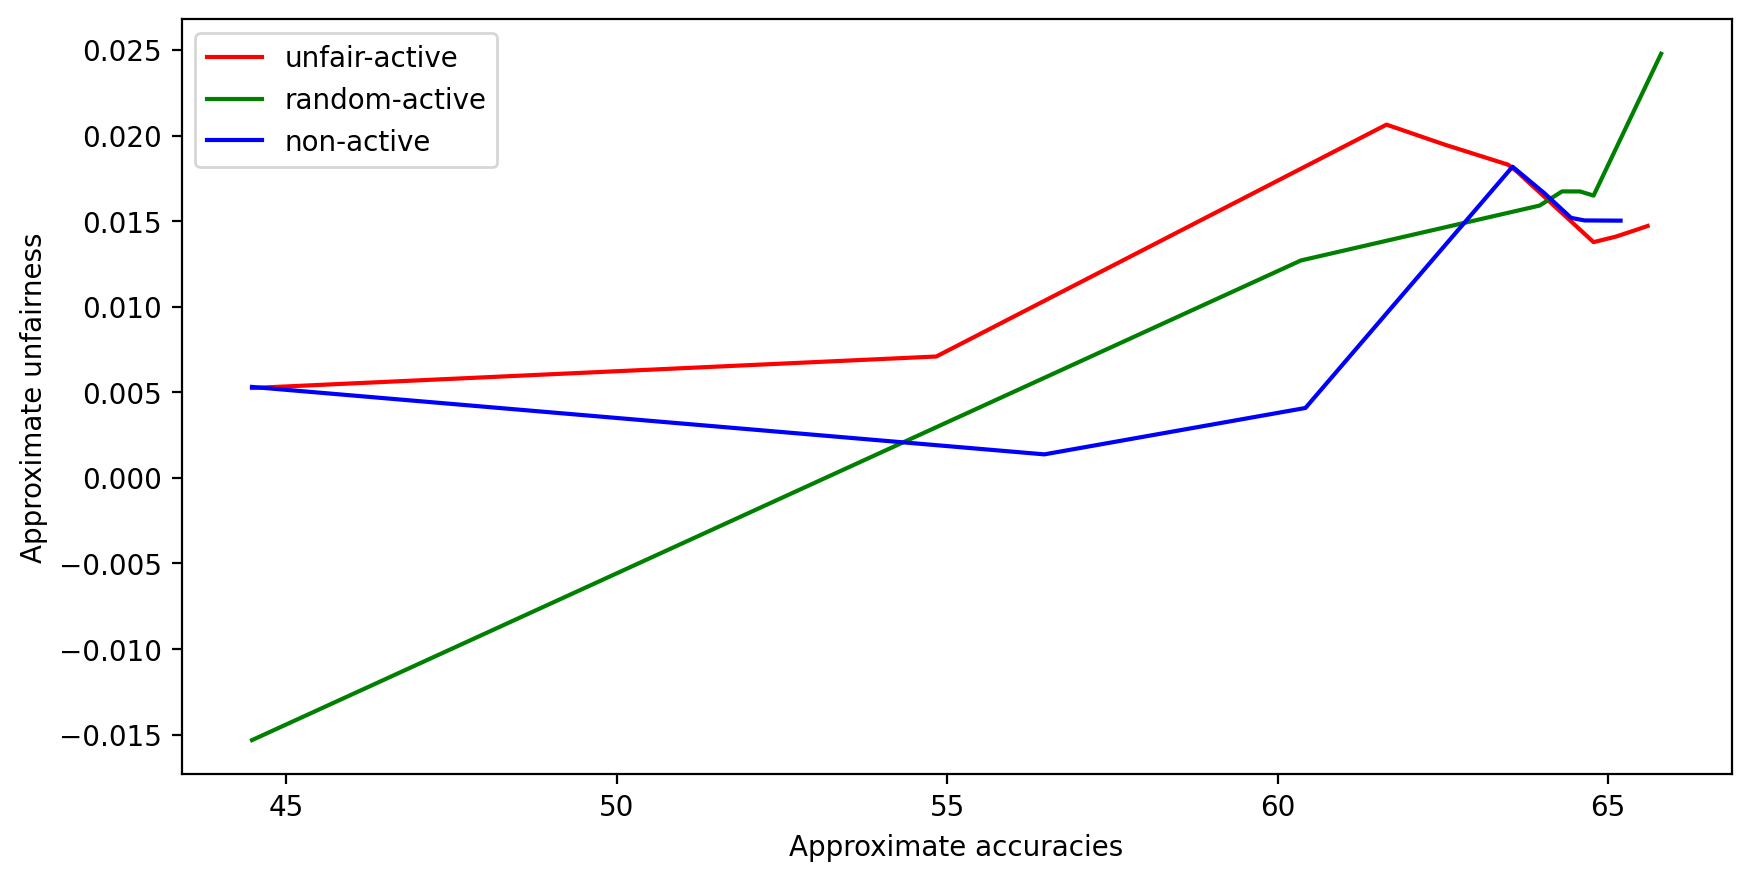 unfair-active
random-active
non-active
Approximate unfairness
0.025
0.020
0.015
0.010
0.005
0.000
−0.005
−0.010
−0.015
45 50 55 60 65
Approximate accuracies